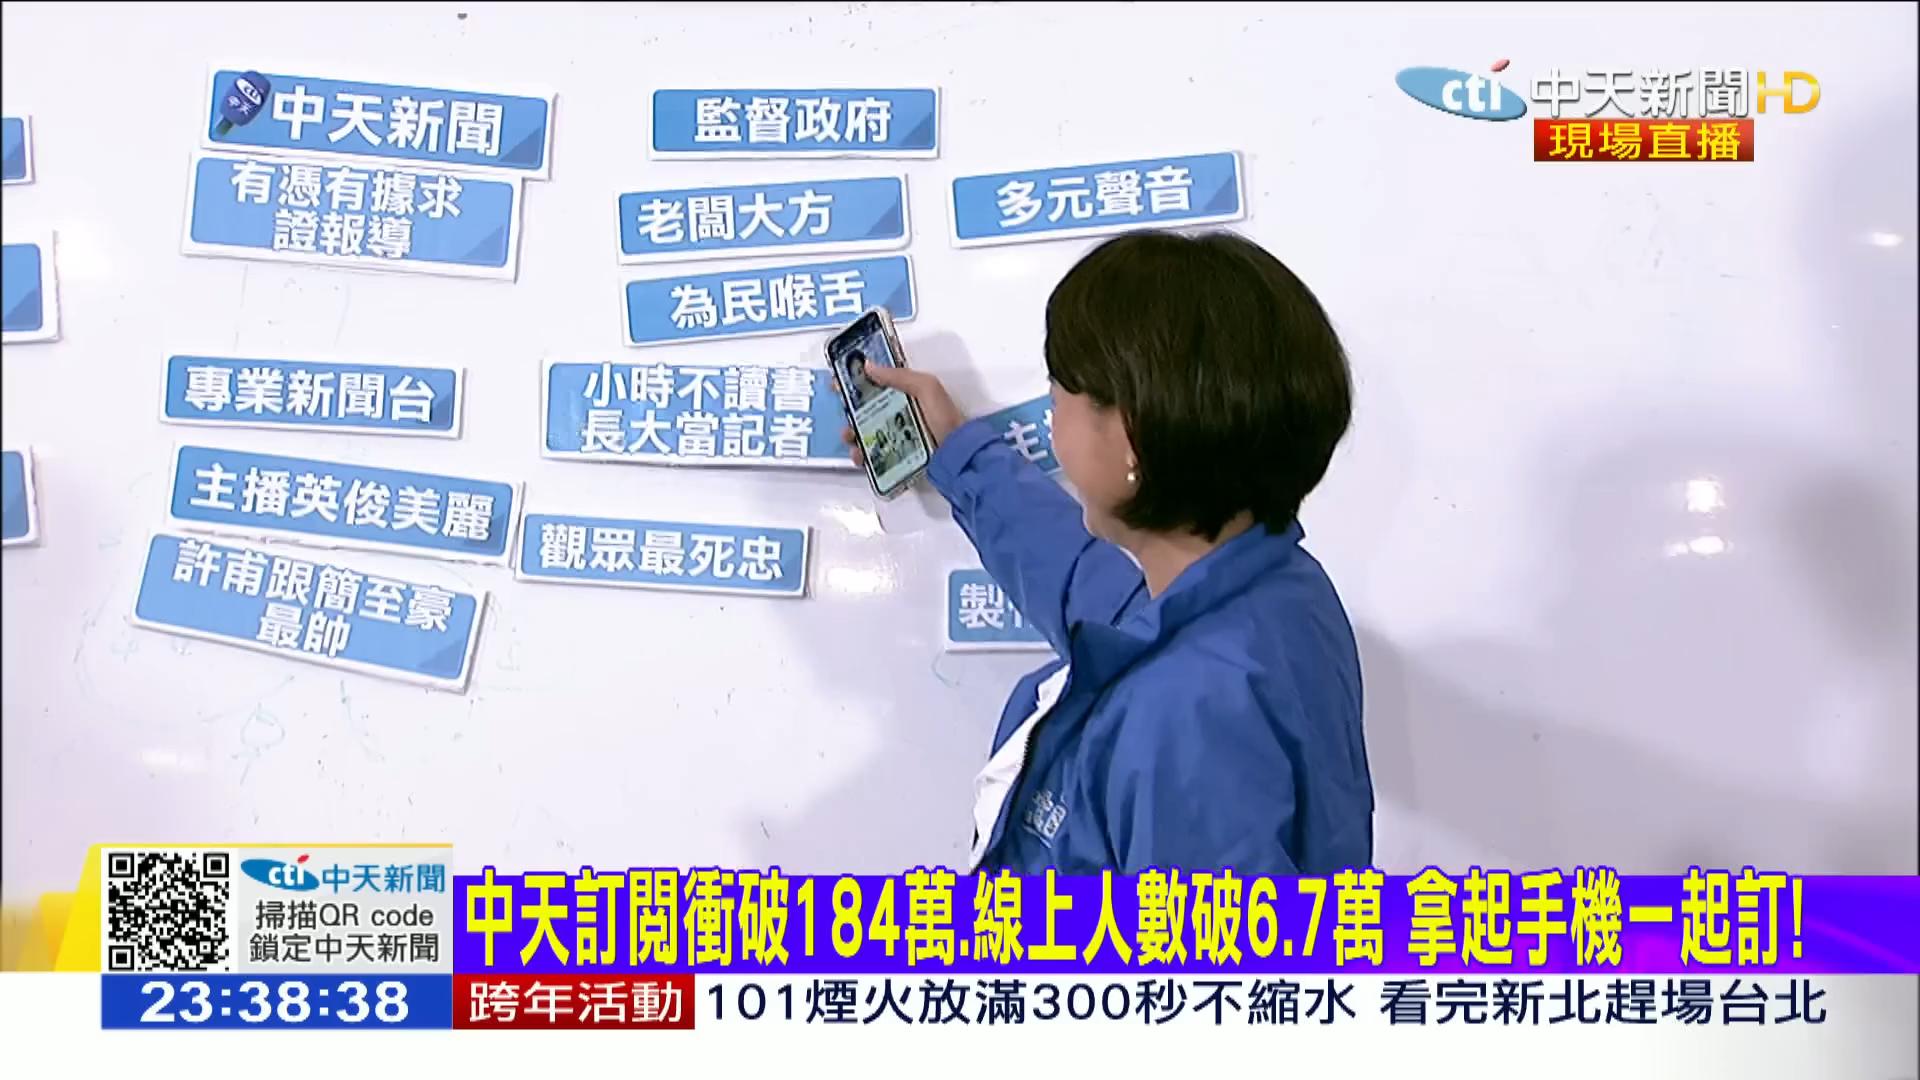 cti 中天新聞HD
現場直播
cti 中天
中天新聞
有憑有據求
證報導
監督政府
老闆大方
為民喉舌
多元聲音
專業新聞台
小時不讀書
長大當記者
主
主播英俊美麗
觀眾最死忠
許甫跟簡至豪
最帥
製
cti 中天新聞
掃描QR code
鎖定中天新聞
中天訂閱衝破184萬.線上人數破6.7萬 拿起手機一起訂!
23:38:38
跨年活動
101煙火放滿300秒不縮水 看完新北趕場台北